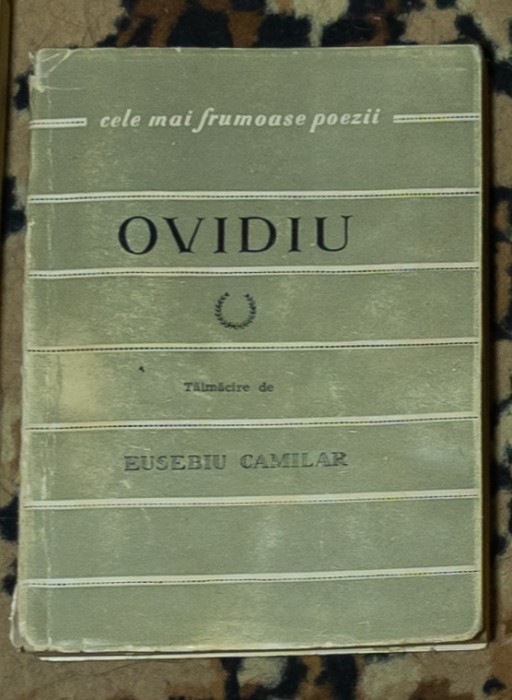 cele mai frumoase poezii
OVIDIU
Tălmăcire de
EUSEBIU CAMILAR